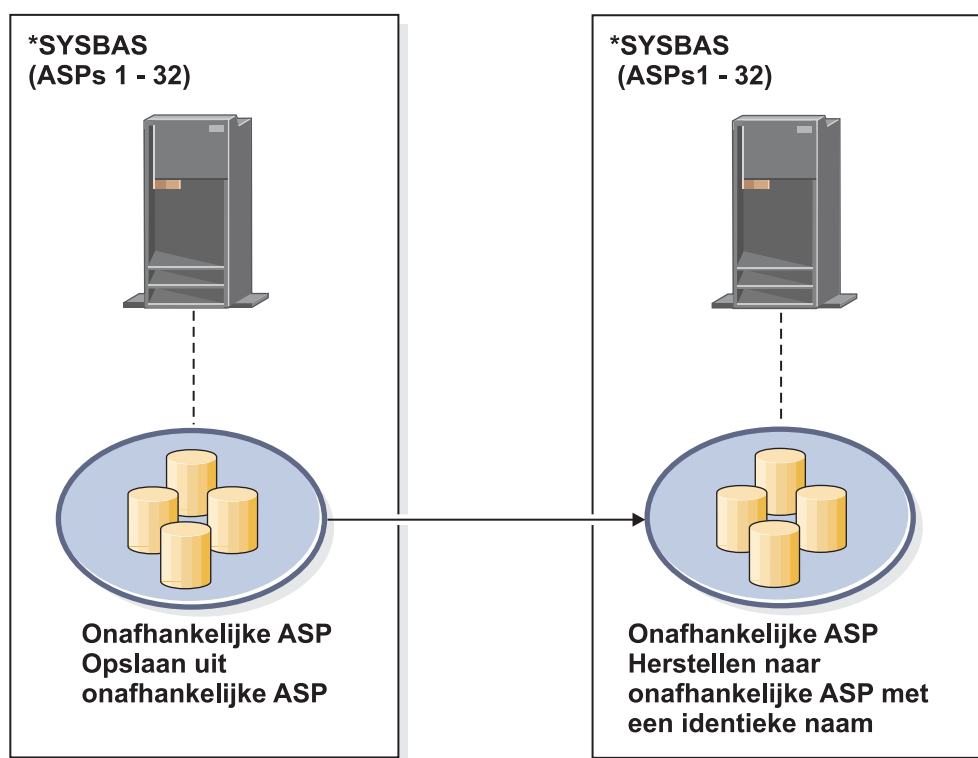 *SYSBAS
(ASPs 1 - 32)
Onafhankelijke ASP
Opslaan uit
onafhankelijke ASP
*SYSBAS
(ASPs1 - 32)
Onafhankelijke ASP
Herstellen naar
onafhankelijke ASP met
een identieke naam